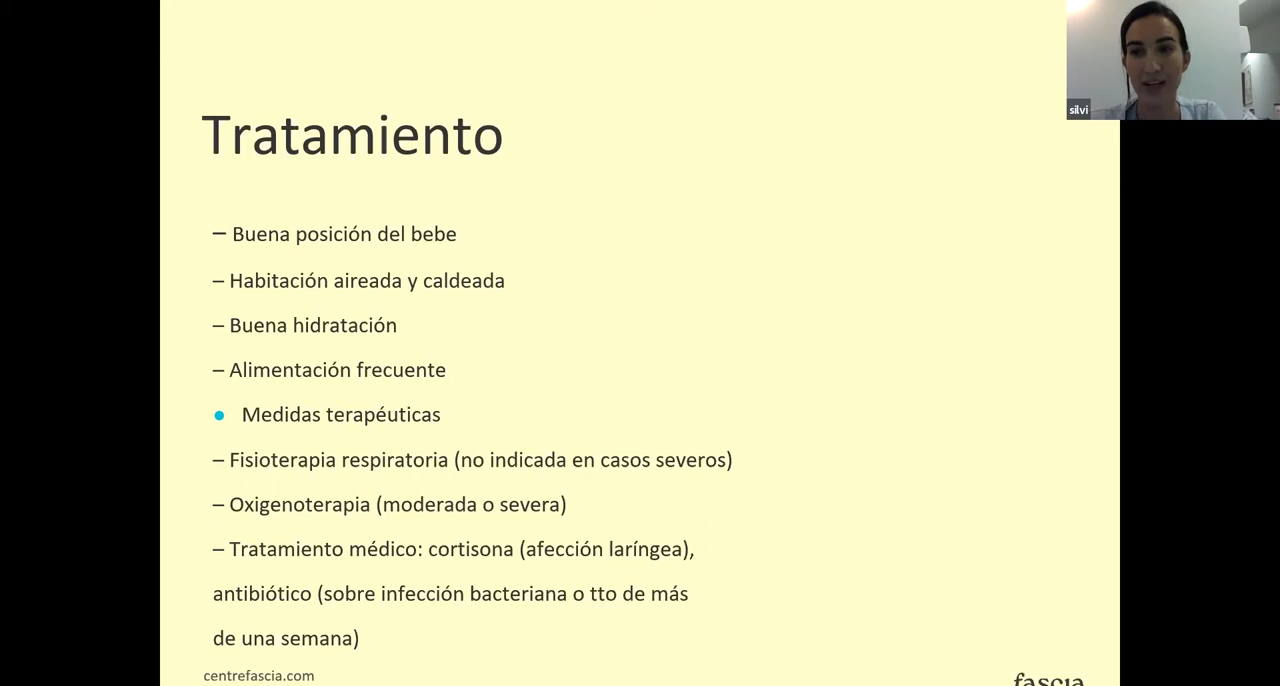 silvi
Tratamiento
– Buena posición del bebe
– Habitación aireada y caldeada
– Buena hidratación
– Alimentación frecuente
● Medidas terapéuticas
– Fisioterapia respiratoria (no indicada en casos severos)
– Oxigenoterapia (moderada o severa)
– Tratamiento médico: cortisona (afección laríngea),
antibiótico (sobre infección bacteriana o tto de más
de una semana)
centrefascia.com
fascia